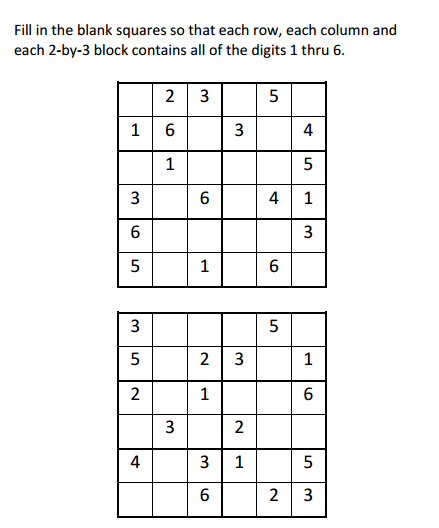 Fill in the blank squares so that each row, each column and
each 2-by-3 block contains all of the digits 1 thru 6.
2 3 5
1 6 3 4
1 5
3 6 4 1
6 3
5 1 6
3 5
5 2 3 1
2 1 6
3 2
4 3 1 5
6 2 3